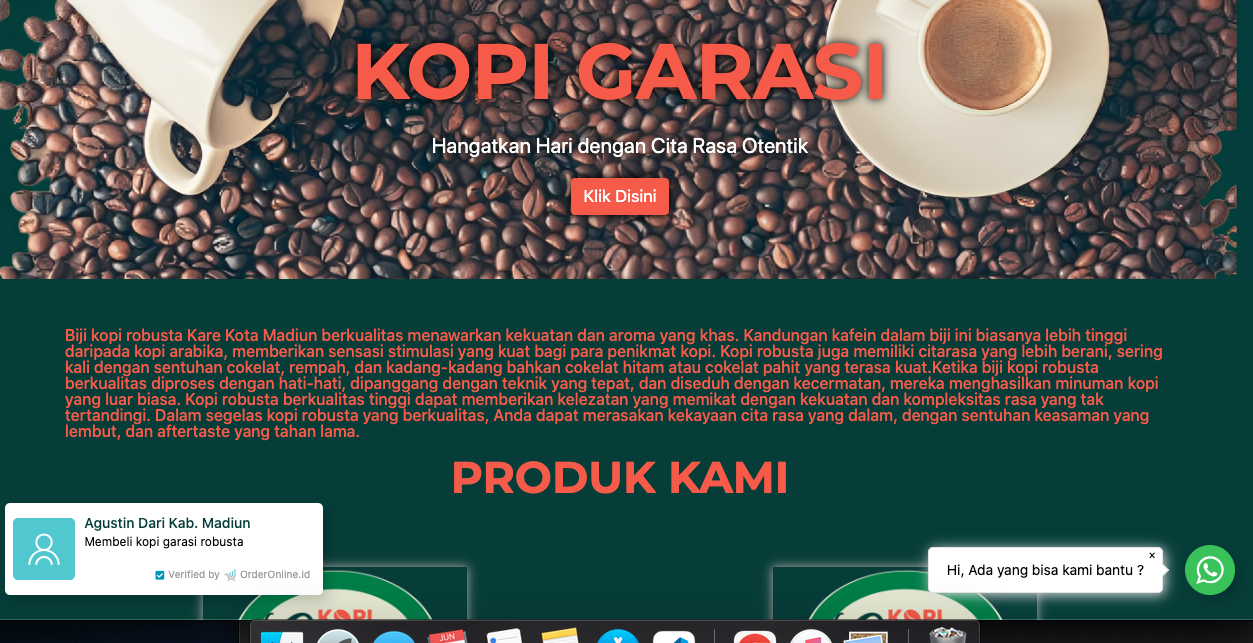 KOPI GARASI
Hangatkan Hari dengan Cita Rasa Otentik
Klik Disini
Biji kopi robusta Kare Kota Madiun berkualitas menawarkan kekuatan dan aroma yang khas. Kandungan kafein dalam biji ini biasanya lebih tinggi
daripada kopi arabika, memberikan sensasi stimulasi yang kuat bagi para penikmat kopi. Kopi robusta juga memiliki citarasa yang lebih berani, sering
kali dengan sentuhan cokelat, rempah, dan kadang-kadang bahkan cokelat hitam atau cokelat pahit yang terasa kuat.Ketika biji kopi robusta
berkualitas diproses dengan hati-hati, dipanggang dengan teknik yang tepat, dan diseduh dengan kecermatan, mereka menghasilkan minuman kopi
yang luar biasa. Kopi robusta berkualitas tinggi dapat memberikan kelezatan yang memikat dengan kekuatan dan kompleksitas rasa yang tak
tertandingi. Dalam segelas kopi robusta yang berkualitas, Anda dapat merasakan kekayaan cita rasa yang dalam, dengan sentuhan keasaman yang
lembut, dan aftertaste yang tahan lama.
PRODUK KAMI
Agustin Dari Kab. Madiun
Membeli kopi garasi robusta
Verified by OrderOnline.id
Hi, Ada yang bisa kami bantu ?
KOPI
KOPI
JUN